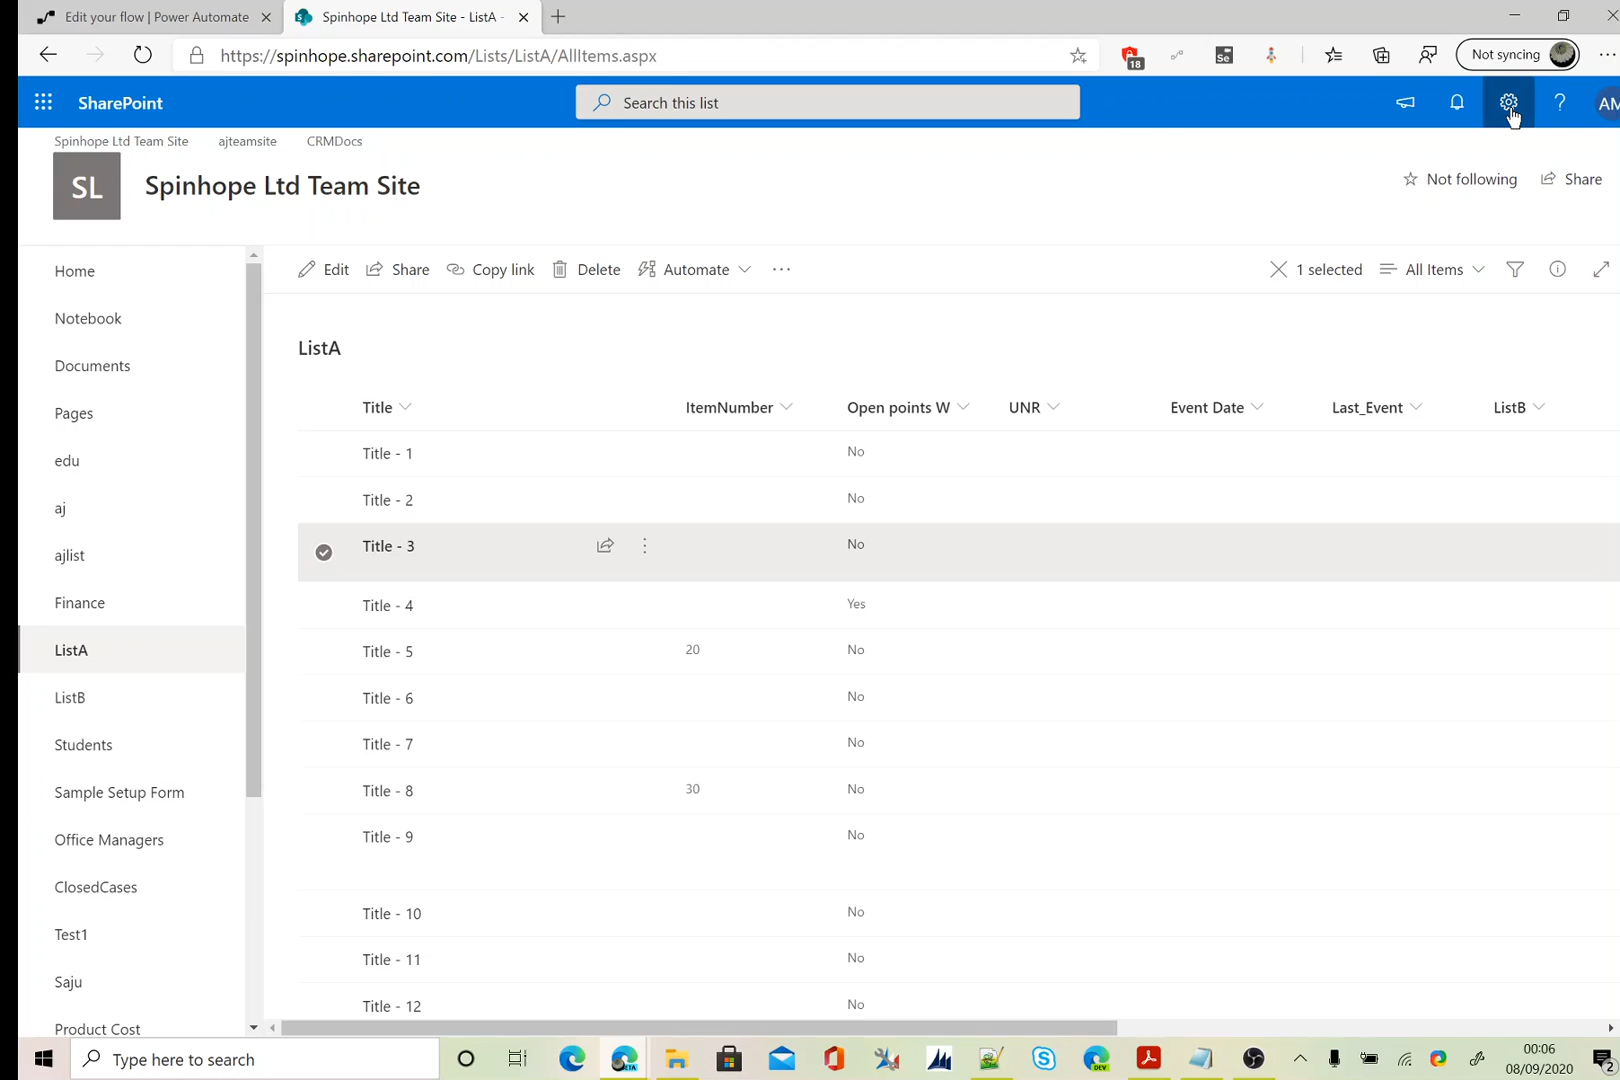 Edit your flow | Power Automate
Spinhope Ltd Team Site - ListA -
https://spinhope.sharepoint.com/Lists/ListA/AllItems.aspx
18
Se
Not syncing
SharePoint
Search this list
AM
Spinhope Ltd Team Site
ajteamsite
CRMDocs
SL
Spinhope Ltd Team Site
Not following
Share
Home
Notebook
Documents
Pages
edu
aj
ajlist
Finance
ListA
ListB
Students
Sample Setup Form
Office Managers
ClosedCases
Test1
Saju
Product Cost
Edit
Share
Copy link
Delete
Automate
1 selected
All Items
ListA
Title ItemNumber Open points W UNR Event Date Last_Event ListB
Title - 1 No
Title - 2 No
Title - 3 No
Title - 4 Yes
Title - 5 20 No
Title - 6 No
Title - 7 No
Title - 8 30 No
Title - 9 No
Title - 10 No
Title - 11 No
Title - 12 No
Type here to search
BETA
DEV
00:06
08/09/2020
2